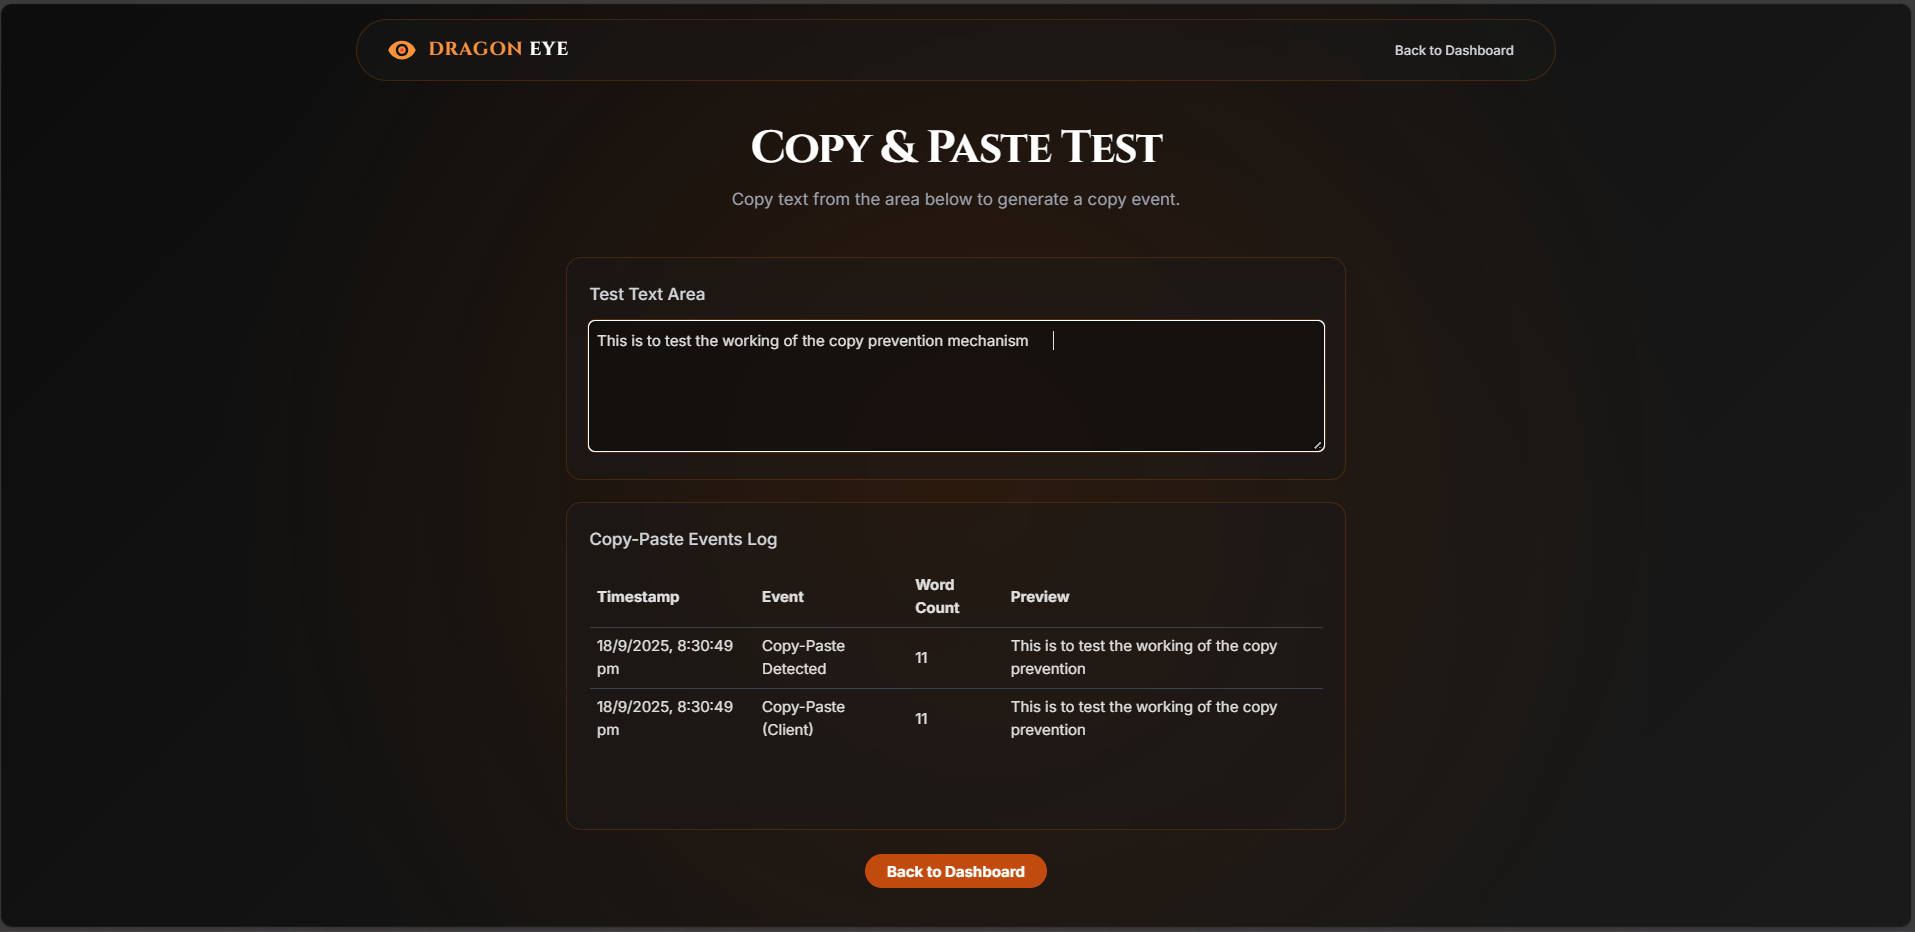 DRAGON EYE
Back to Dashboard
COPY & PASTE TEST
Copy text from the area below to generate a copy event.
Test Text Area
This is to test the working of the copy prevention mechanism
Copy-Paste Events Log
Timestamp Event Word Count Preview
18/9/2025, 8:30:49 pm Copy-Paste Detected 11 This is to test the working of the copy prevention
18/9/2025, 8:30:49 pm Copy-Paste (Client) 11 This is to test the working of the copy prevention
Back to Dashboard